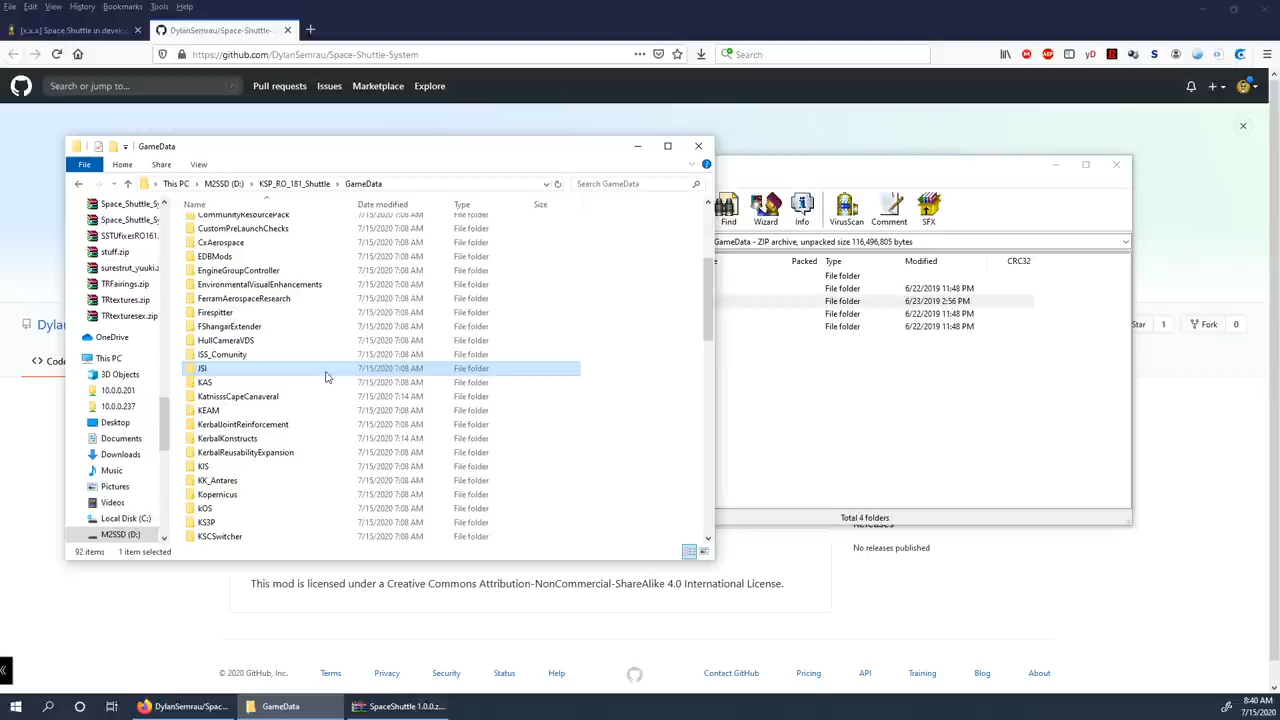 File Edit View History Bookmarks Tools Help
[x.x.x] Space Shuttle in develo
DylanSemrau/Space-Shuttle-
https://github.com/DylanSemrau/Space-Shuttle-System
Search
Search or jump to...
/
Pull requests Issues Marketplace Explore
GameData
File Home Share View
This PC M2SSD (D:) KSP_RO_181_Shuttle GameData
Search GameData
Name Date modified Type Size
CommunityResourcePack 7/15/2020 7:08 AM File folder
CustomPreLaunchChecks 7/15/2020 7:08 AM File folder
CxAerospace 7/15/2020 7:08 AM File folder
EDBMods 7/15/2020 7:08 AM File folder
EngineGroupController 7/15/2020 7:08 AM File folder
EnvironmentalVisualEnhancements 7/15/2020 7:08 AM File folder
FerramAerospaceResearch 7/15/2020 7:08 AM File folder
Firespitter 7/15/2020 7:08 AM File folder
FShangarExtender 7/15/2020 7:08 AM File folder
HullCameraVDS 7/15/2020 7:08 AM File folder
ISS_Comunity 7/15/2020 7:08 AM File folder
JSI 7/15/2020 7:08 AM File folder
KAS 7/15/2020 7:08 AM File folder
KatnisssCapeCanaveral 7/15/2020 7:14 AM File folder
KEAM 7/15/2020 7:08 AM File folder
KerbalJointReinforcement 7/15/2020 7:08 AM File folder
KerbalKonstructs 7/15/2020 7:14 AM File folder
KerbalReusabilityExpansion 7/15/2020 7:08 AM File folder
KIS 7/15/2020 7:08 AM File folder
KK_Antares 7/15/2020 7:08 AM File folder
Kopernicus 7/15/2020 7:08 AM File folder
kOS 7/15/2020 7:08 AM File folder
KS3P 7/15/2020 7:08 AM File folder
KSCSwitcher 7/15/2020 7:08 AM File folder
Space_Shuttle_Sy
Space_Shuttle_Sy
SSTUfixesRO161.
stuff.zip
surestrut_yuuki.z
TRFairings.zip
TRtextures.zip
TRtexturesex.zip
OneDrive
This PC
3D Objects
10.0.0.201
10.0.0.237
Desktop
Documents
Downloads
Music
Pictures
Videos
Local Disk (C:)
M2SSD (D:)
92 items 1 item selected
Find Wizard Info VirusScan Comment SFX
GameData - ZIP archive, unpacked size 116,496,805 bytes
Packed Type Modified CRC32
File folder
File folder 6/22/2019 11:48 PM
File folder 6/23/2019 2:56 PM
File folder 6/22/2019 11:48 PM
File folder 6/22/2019 11:48 PM
Total 4 folders
Dylan
Code
Star 1
Fork 0
Releases
No releases published
This mod is licensed under a Creative Commons Attribution-NonCommercial-ShareAlike 4.0 International License.
© 2020 GitHub, Inc. Terms Privacy Security Status Help
Contact GitHub Pricing API Training Blog About
DylanSemrau/Spac...
GameData
SpaceShuttle 1.0.0.z...
8:40 AM
7/15/2020